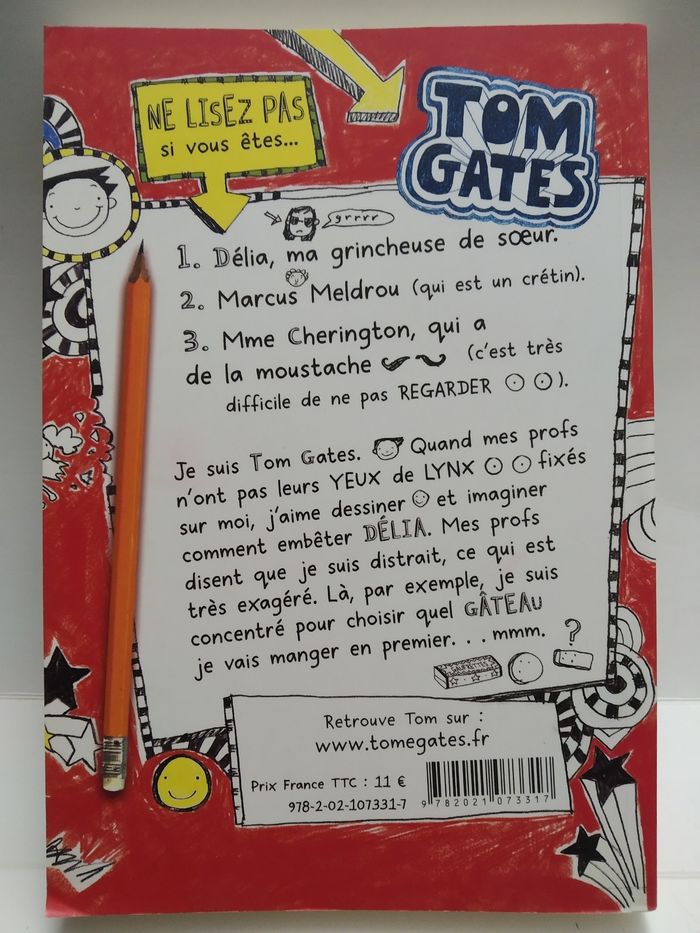 NE LISEZ PAS
si vous êtes...
TOM
GATES
grrrr
1. Délia, ma grincheuse de sœur.
2. Marcus Meldrou (qui est un crétin).
3. Mme Cherington, qui a
de la moustache (c'est très
difficile de ne pas REGARDER ).
Je suis Tom Gates. Quand mes profs
n'ont pas leurs YEUX de LYNX fixés
sur moi, j'aime dessiner et imaginer
comment embêter DÉLIA. Mes profs
disent que je suis distrait, ce qui est
très exagéré. Là, par exemple, je suis
concentré pour choisir quel GÂTEAU
je vais manger en premier. . . mmm.
?
GAUFRETTES
Retrouve Tom sur :
www.tomegates.fr
Prix France TTC : 11 €
978-2-02-107331-7
9 782021 073317